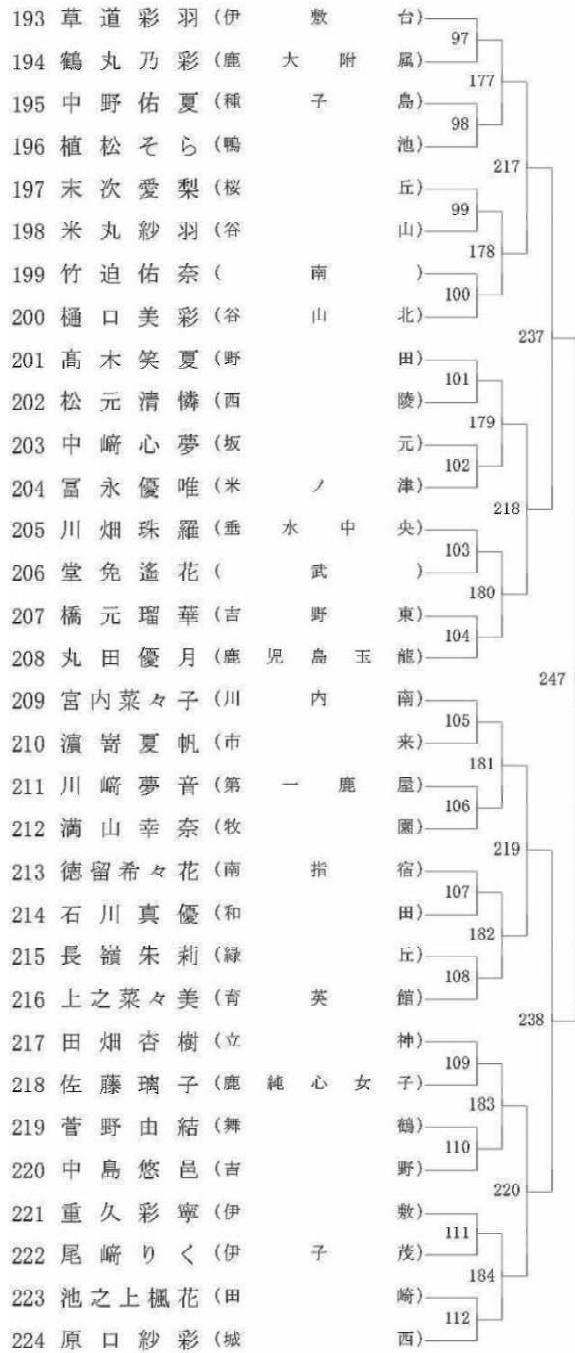 193 草道彩羽 (伊敷台)
194 鶴丸乃彩 (鹿大附属)
97
177
195 中野佑夏 (種子島)
98
196 植松そら (鴨池)
217
197 末次愛梨 (桜丘)
99
198 米丸紗羽 (谷山)
178
199 竹迫佑奈 (南)
100
200 樋口美彩 (谷山北)
237
201 髙木笑夏 (野田)
101
202 松元清憐 (西陵)
179
203 中﨑心夢 (坂元)
102
204 冨永優唯 (米ノ津)
218
205 川畑珠羅 (垂水中央)
103
206 堂免遙花 (武)
180
207 橋元瑠華 (吉野東)
104
208 丸田優月 (鹿児島玉龍)
247
209 宮内菜々子 (川内南)
105
210 濵嵜夏帆 (市来)
181
211 川﨑夢音 (第一鹿屋)
106
212 満山幸奈 (牧園)
219
213 徳留希々花 (南指宿)
107
214 石川真優 (和田)
182
215 長嶺朱莉 (緑丘)
108
216 上之菜々美 (育英館)
238
217 田畑杏樹 (立神)
109
218 佐藤璃子 (鹿純心女子)
183
219 菅野由結 (舞鶴)
110
220 中島悠邑 (吉野)
220
221 重久彩寧 (伊敷)
111
222 尾﨑りく (伊子茂)
184
223 池之上楓花 (田崎)
112
224 原口紗彩 (城西)